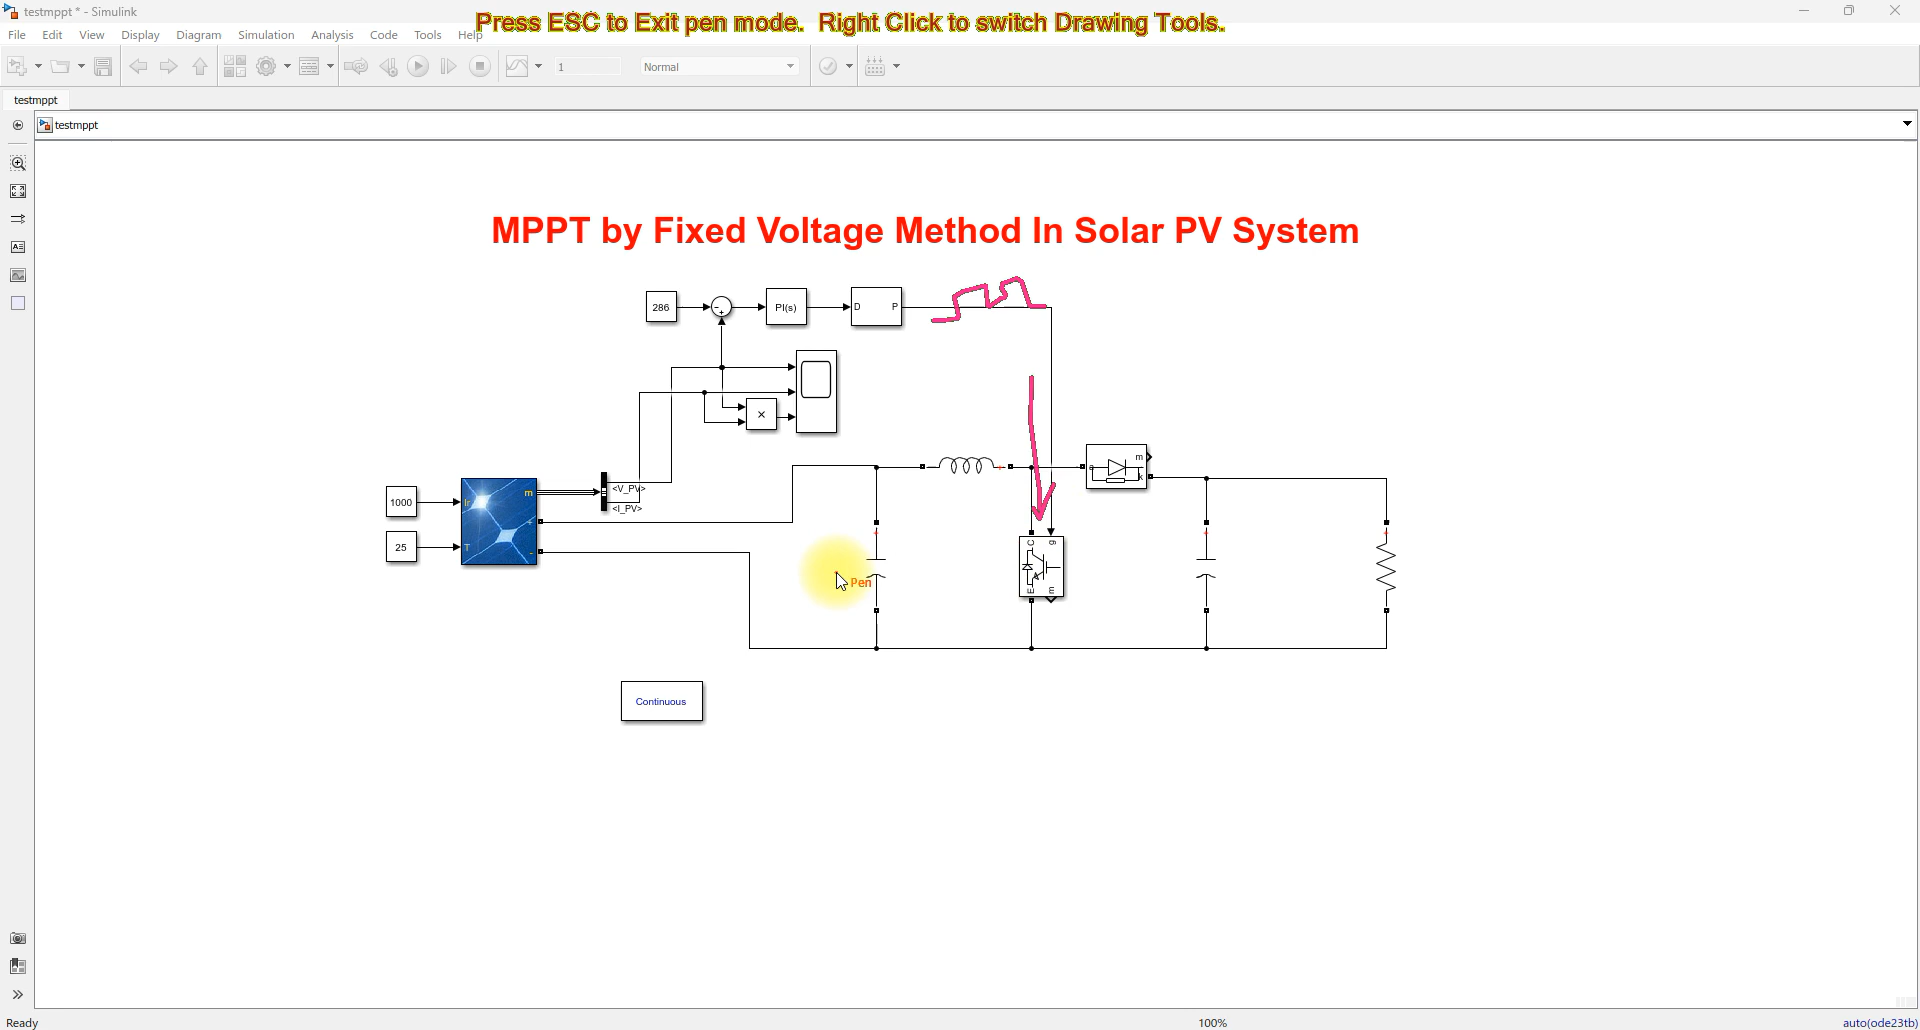 testmppt * - Simulink
Press ESC to Exit pen mode. Right Click to switch Drawing Tools.
File Edit View Display Diagram Simulation Analysis Code Tools Help
1 Normal
testmppt
testmppt
MPPT by Fixed Voltage Method In Solar PV System
286 - + PI(s) D P
×
m
a k
<V_PV>
<I_PV>
1000 Ir m
+
25 T -
C g
E m
Pen
Continuous
Ready 100% auto(ode23tb)